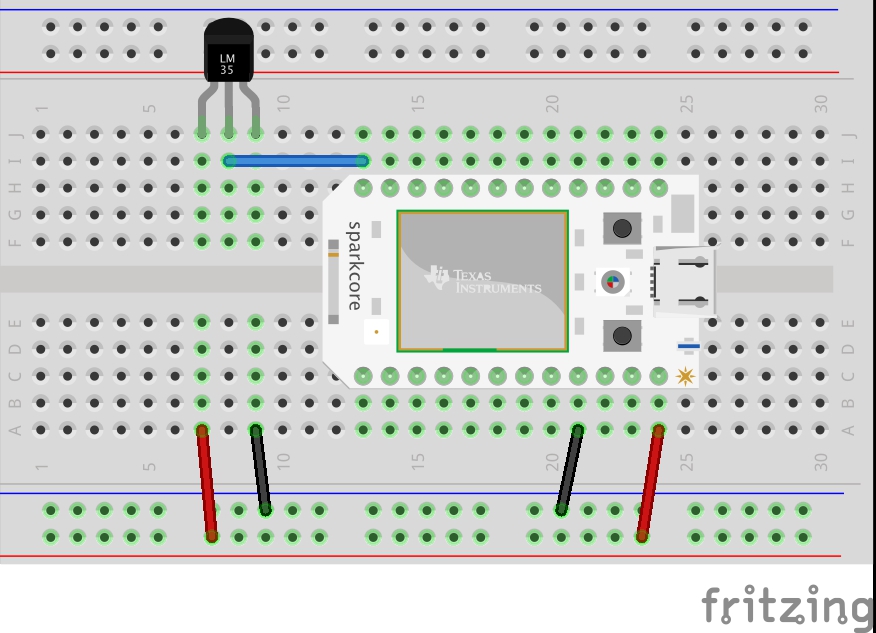 LM
35
1 5 10 15 20 25 30
J J
I I
H H
G G
F F
sparkcore
TEXAS
INSTRUMENTS
E E
D D
C C
B B
A A
1 5 10 15 20 25 30
fritzing